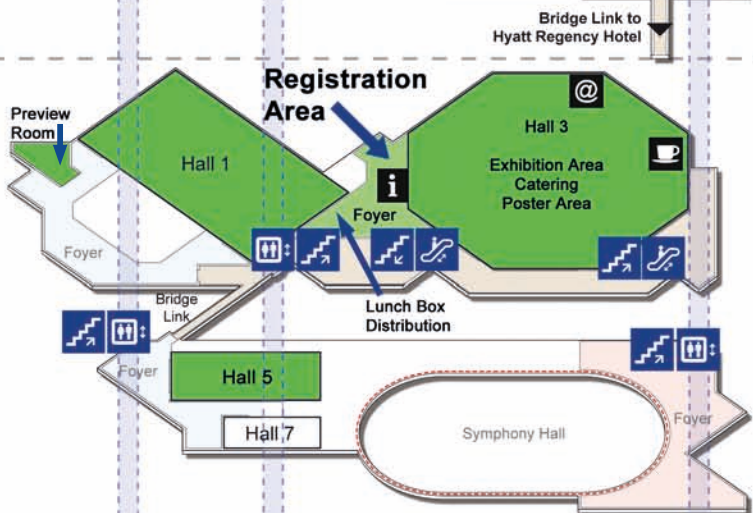 Bridge Link to
Hyatt Regency Hotel
Registration
Area
Preview
Room
@
Hall 3
Hall 1
Exhibition Area
Catering
Poster Area
i
Foyer
Foyer
Bridge
Link
Lunch Box
Distribution
Foyer
Hall 5
Foyer
Hall 7
Symphony Hall